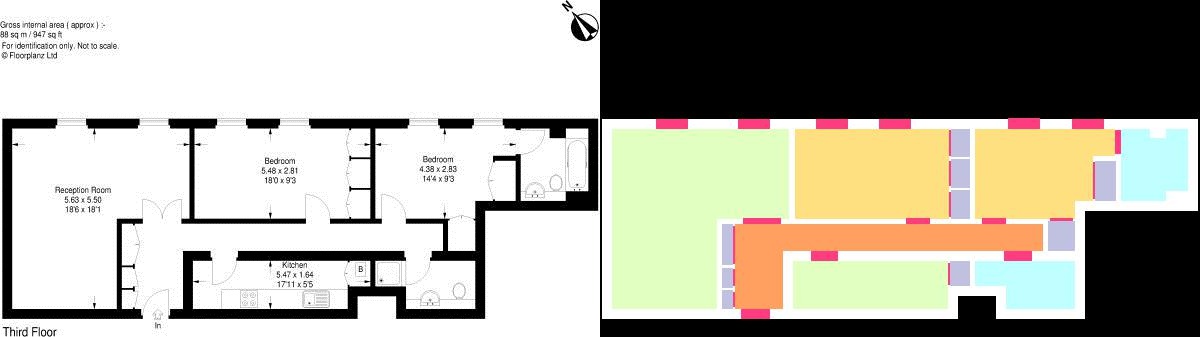 N
Gross internal area ( approx ) :-
88 sq m / 947 sq ft
For identification only. Not to scale.
© Floorplanz Ltd
Bedroom
5.48 x 2.81
18'0 x 9'3
Bedroom
4.38 x 2.83
14'4 x 9'3
Reception Room
5.63 x 5.50
18'6 x 18'1
Kitchen
5.47 x 1.64
17'11 x 5'5
B
In
Third Floor